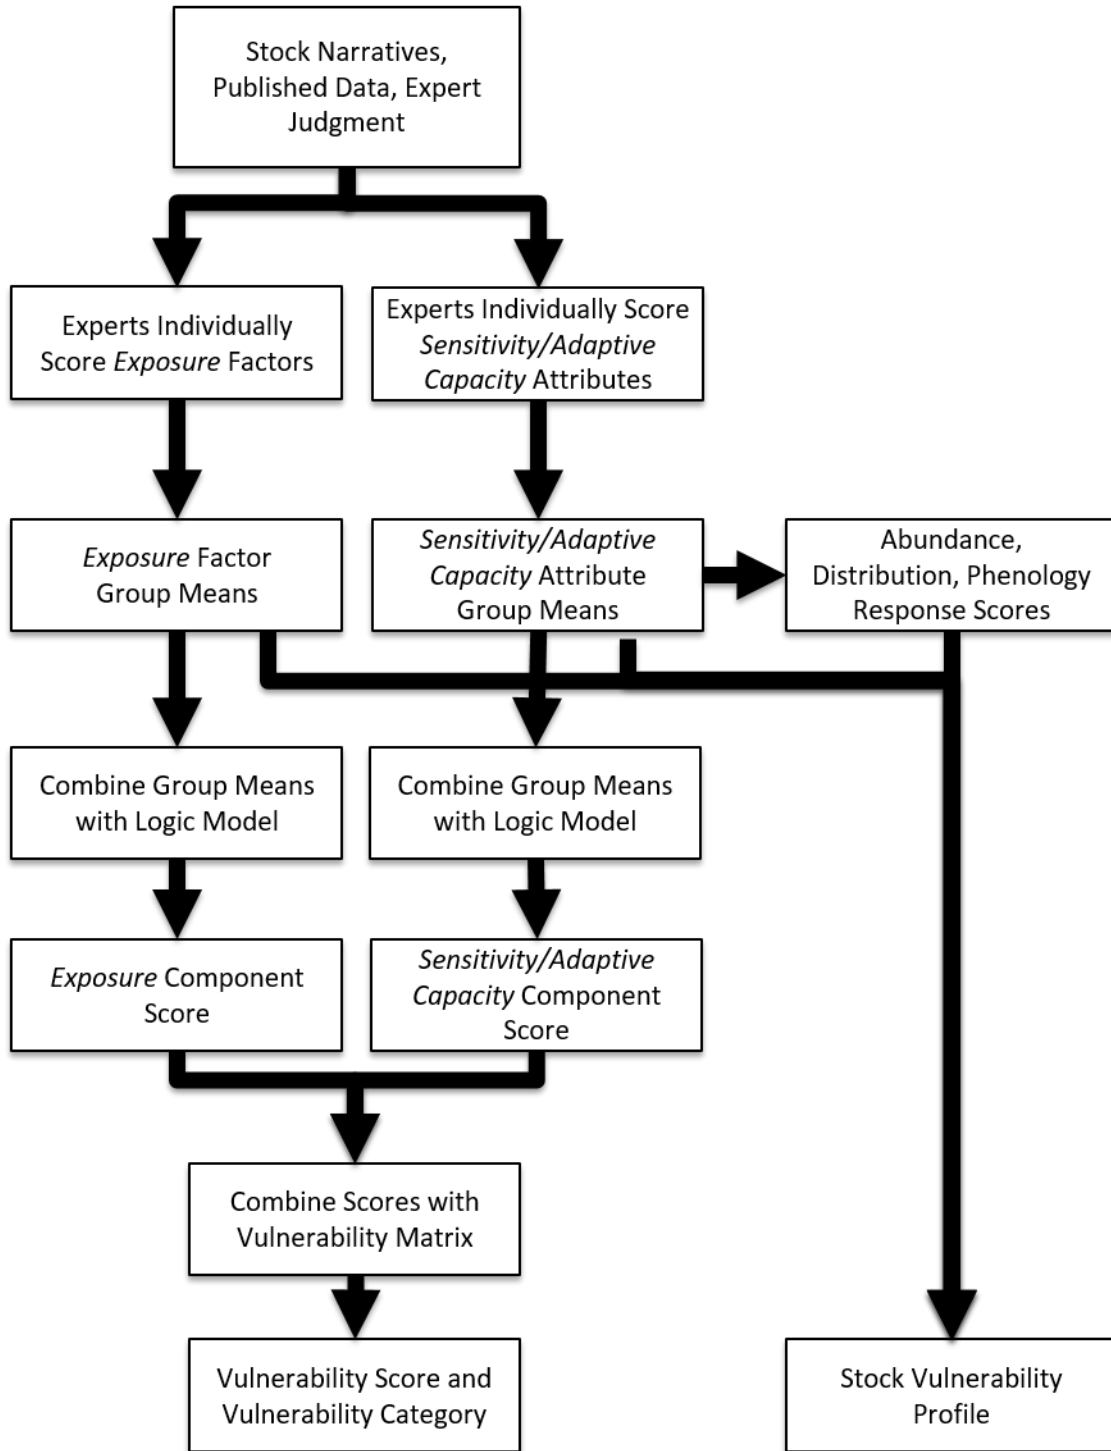 Stock Narratives,
Published Data, Expert
Judgment
Experts Individually
Score Exposure Factors
Experts Individually Score
Sensitivity/Adaptive
Capacity Attributes
Exposure Factor
Group Means
Sensitivity/Adaptive
Capacity Attribute
Group Means
Abundance,
Distribution, Phenology
Response Scores
Combine Group Means
with Logic Model
Combine Group Means
with Logic Model
Exposure Component
Score
Sensitivity/Adaptive
Capacity Component
Score
Combine Scores with
Vulnerability Matrix
Vulnerability Score and
Vulnerability Category
Stock Vulnerability
Profile